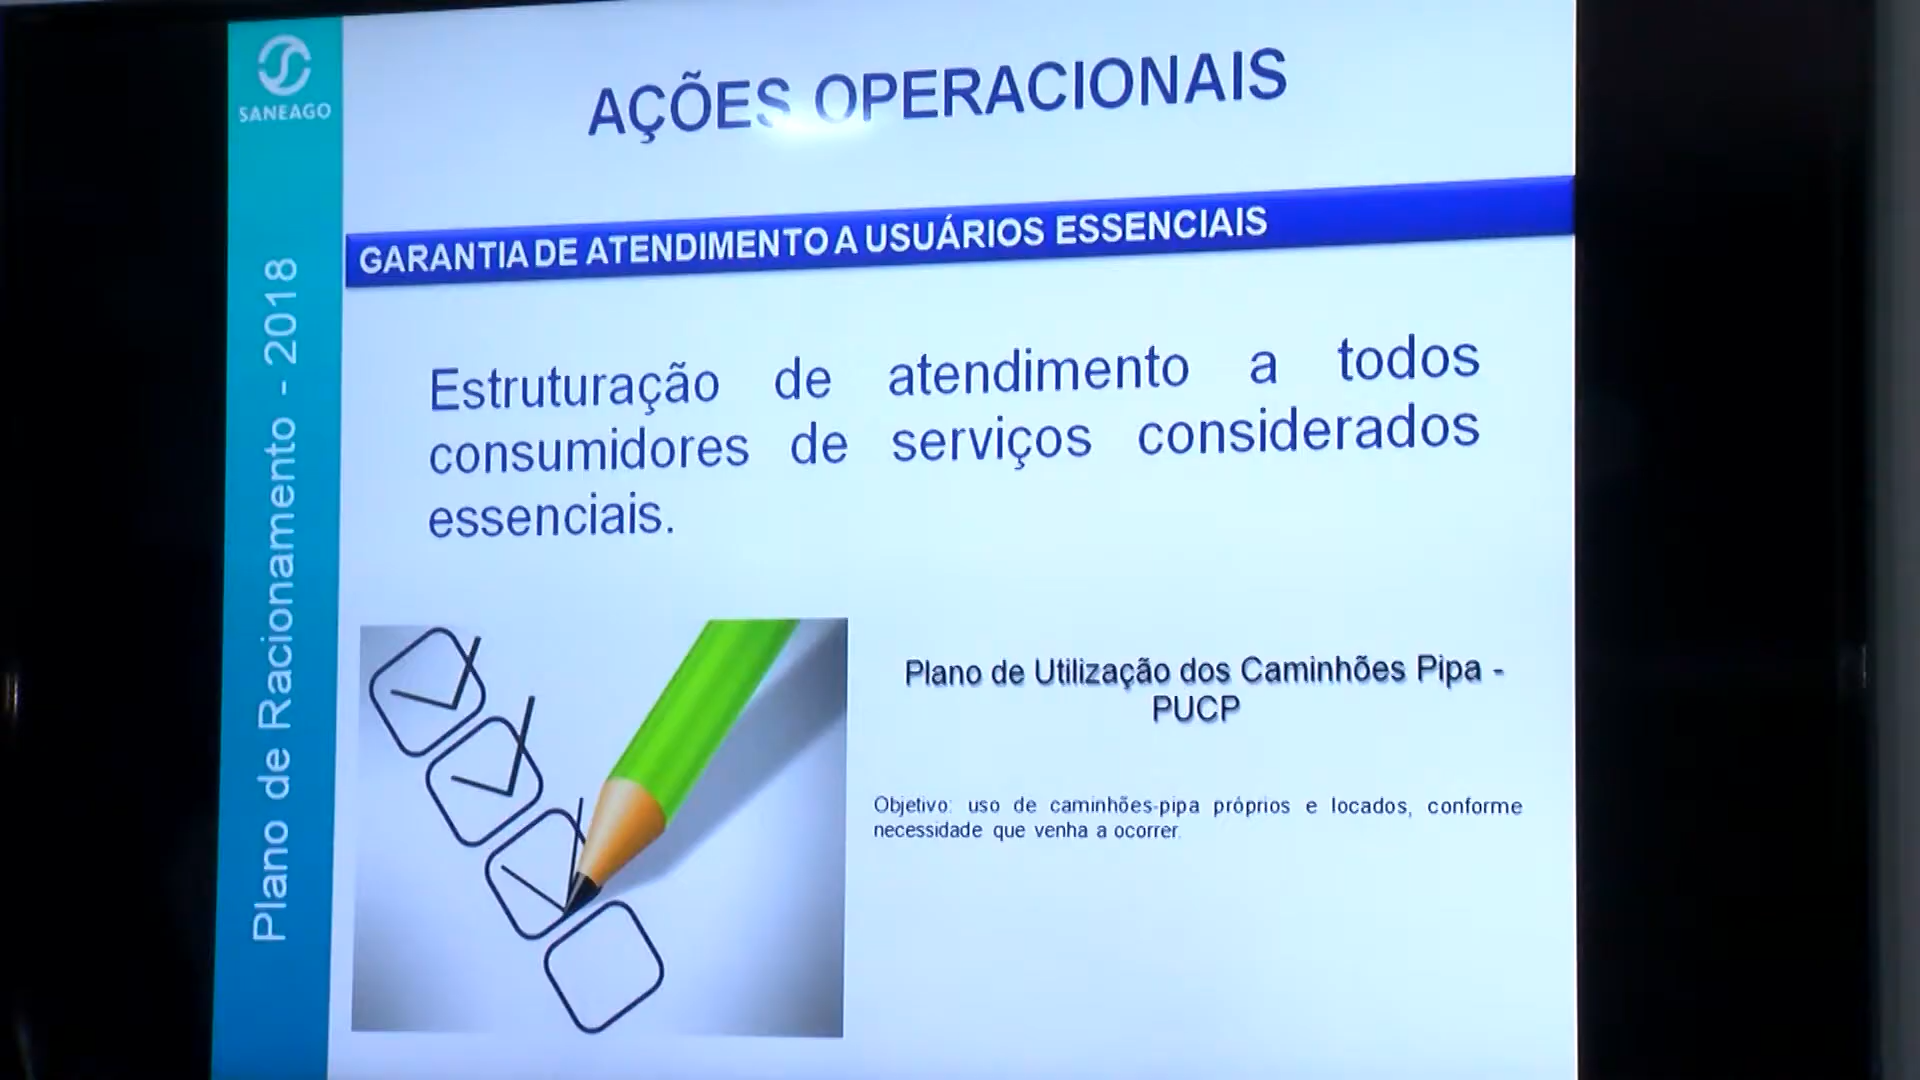 SANEAGO
Plano de Racionamento - 2018
AÇÕES OPERACIONAIS
GARANTIA DE ATENDIMENTO A USUÁRIOS ESSENCIAIS
Estruturação de atendimento a todos
consumidores de serviços considerados
essenciais.
Plano de Utilização dos Caminhões Pipa -
PUCP
Objetivo: uso de caminhões-pipa próprios e locados, conforme
necessidade que venha a ocorrer.